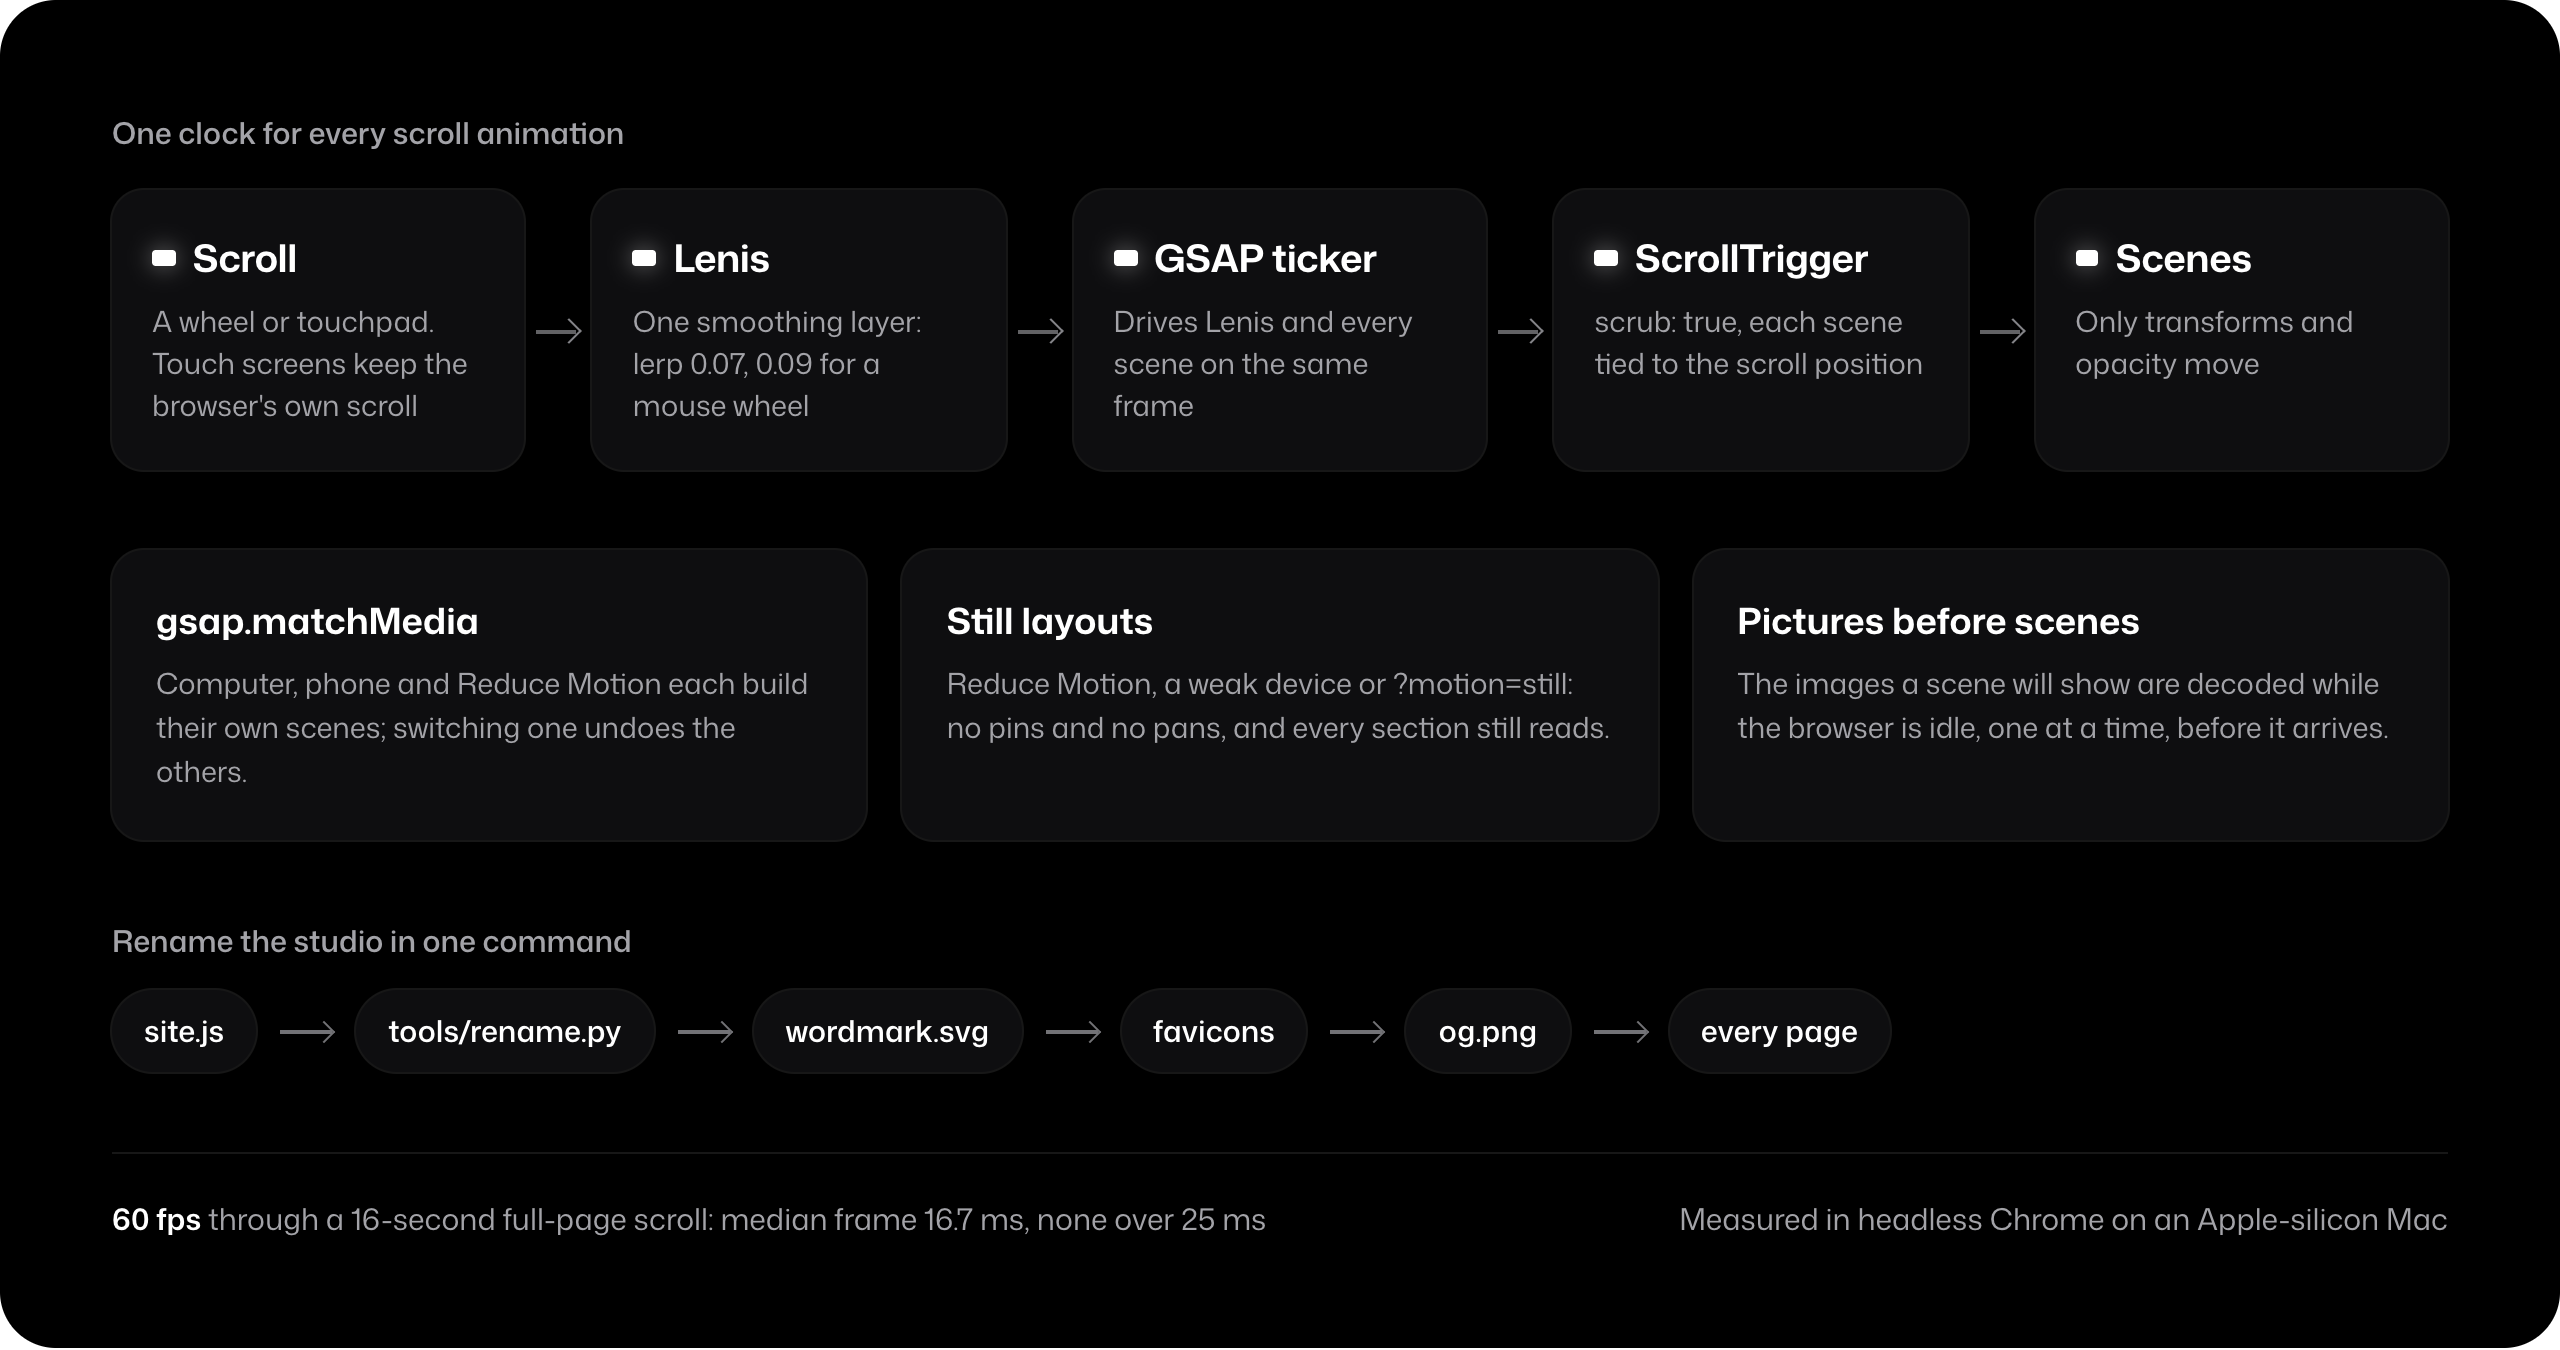 One clock for every scroll animation
Scroll
A wheel or touchpad.
Touch screens keep the
browser's own scroll
Lenis
One smoothing layer:
lerp 0.07, 0.09 for a
mouse wheel
GSAP ticker
Drives Lenis and every
scene on the same
frame
ScrollTrigger
scrub: true, each scene
tied to the scroll position
Scenes
Only transforms and
opacity move
gsap.matchMedia
Computer, phone and Reduce Motion each build
their own scenes; switching one undoes the
others.
Still layouts
Reduce Motion, a weak device or ?motion=still:
no pins and no pans, and every section still reads.
Pictures before scenes
The images a scene will show are decoded while
the browser is idle, one at a time, before it arrives.
Rename the studio in one command
site.js
tools/rename.py
wordmark.svg
favicons
og.png
every page
60 fps through a 16-second full-page scroll: median frame 16.7 ms, none over 25 ms
Measured in headless Chrome on an Apple-silicon Mac